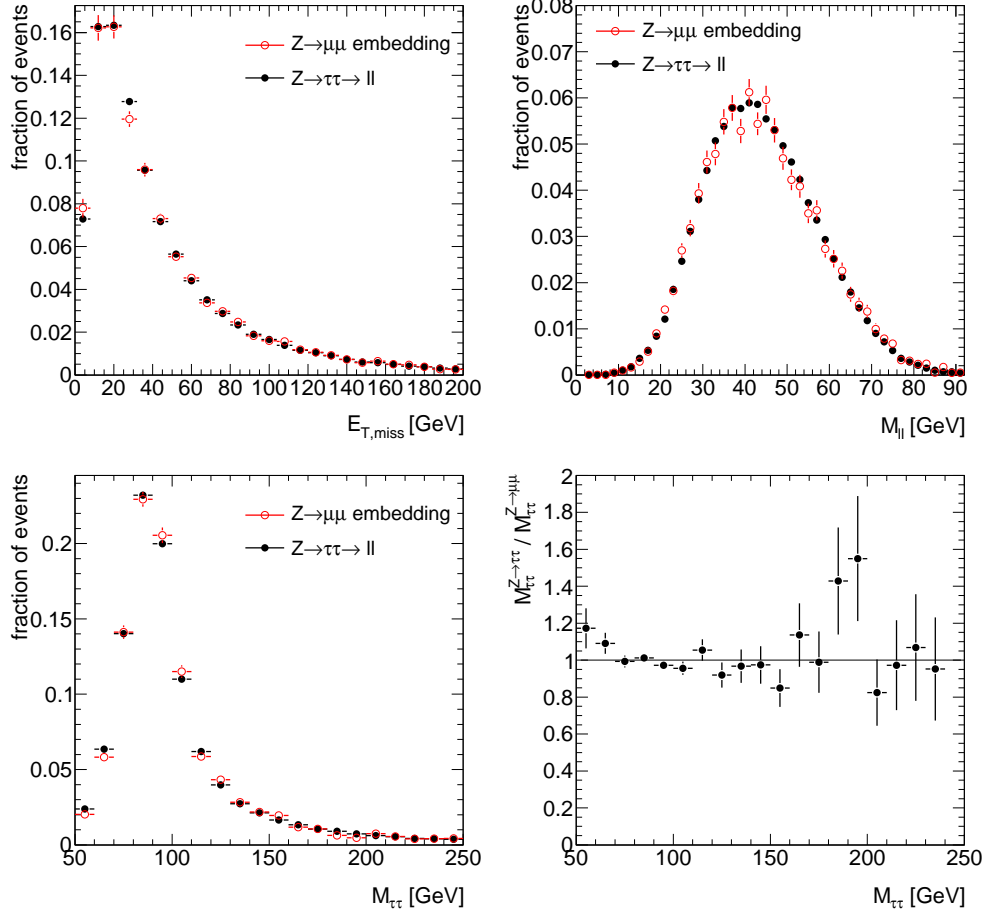 fraction of events
0.16
0.14
0.12
0.1
0.08
0.06
0.04
0.02
0
Z→μμ embedding
Z→ττ→ ll
0 20 40 60 80 100 120 140 160 180 200
E_T,miss [GeV]
fraction of events
0.08
0.07
0.06
0.05
0.04
0.03
0.02
0.01
0
Z→μμ embedding
Z→ττ→ ll
0 10 20 30 40 50 60 70 80 90
M_ll [GeV]
fraction of events
0.2
0.15
0.1
0.05
0
Z→μμ embedding
Z→ττ→ ll
50 100 150 200 250
M_ττ [GeV]
M_ττ^Z→ττ / M_ττ^Z→μμ
2
1.8
1.6
1.4
1.2
1
0.8
0.6
0.4
0.2
0
50 100 150 200 250
M_ττ [GeV]